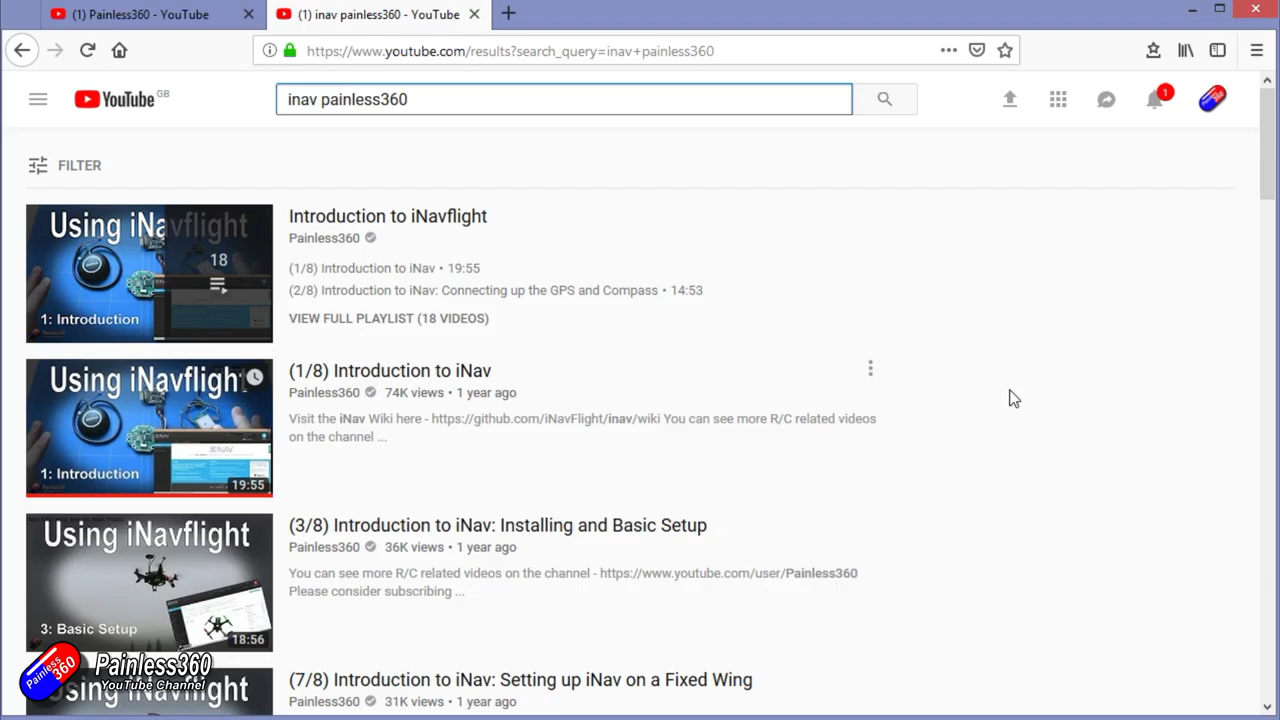 (1) Painless360 - YouTube
(1) inav painless360 - YouTube
https://www.youtube.com/results?search_query=inav+painless360
YouTube GB
inav painless360
1
FILTER
Using iNavflight
18
1: Introduction
Introduction to iNavflight
Painless360
(1/8) Introduction to iNav • 19:55
(2/8) Introduction to iNav: Connecting up the GPS and Compass • 14:53
VIEW FULL PLAYLIST (18 VIDEOS)
Using iNavflight
1: Introduction
19:55
(1/8) Introduction to iNav
Painless360 74K views • 1 year ago
Visit the iNav Wiki here - https://github.com/iNavFlight/inav/wiki You can see more R/C related videos
on the channel ...
Using iNavflight
3: Basic Setup
18:56
(3/8) Introduction to iNav: Installing and Basic Setup
Painless360 36K views • 1 year ago
You can see more R/C related videos on the channel - https://www.youtube.com/user/Painless360
Please consider subscribing ...
Using iNavflight
(7/8) Introduction to iNav: Setting up iNav on a Fixed Wing
Painless360 31K views • 1 year ago
Painless 360
Painless360
YouTube Channel